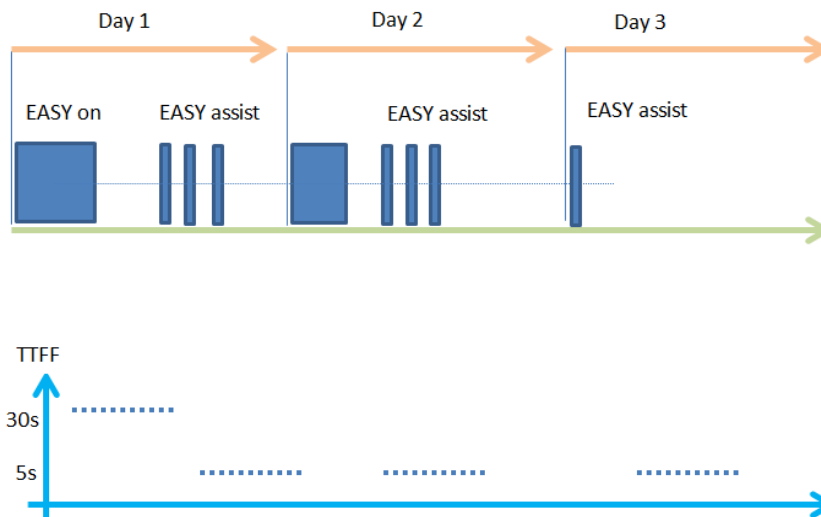 Day 1
Day 2
Day 3
EASY on
EASY assist
EASY assist
EASY assist
TTFF
30s
5s